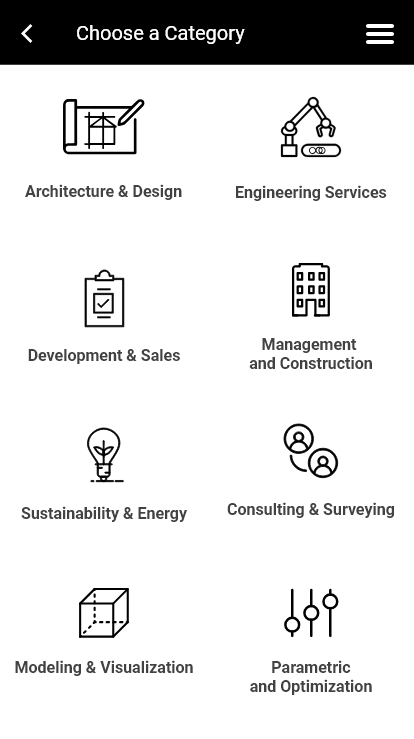 Choose a Category
Architecture & Design
Engineering Services
Development & Sales
Management
and Construction
Sustainability & Energy
Consulting & Surveying
Modeling & Visualization
Parametric
and Optimization